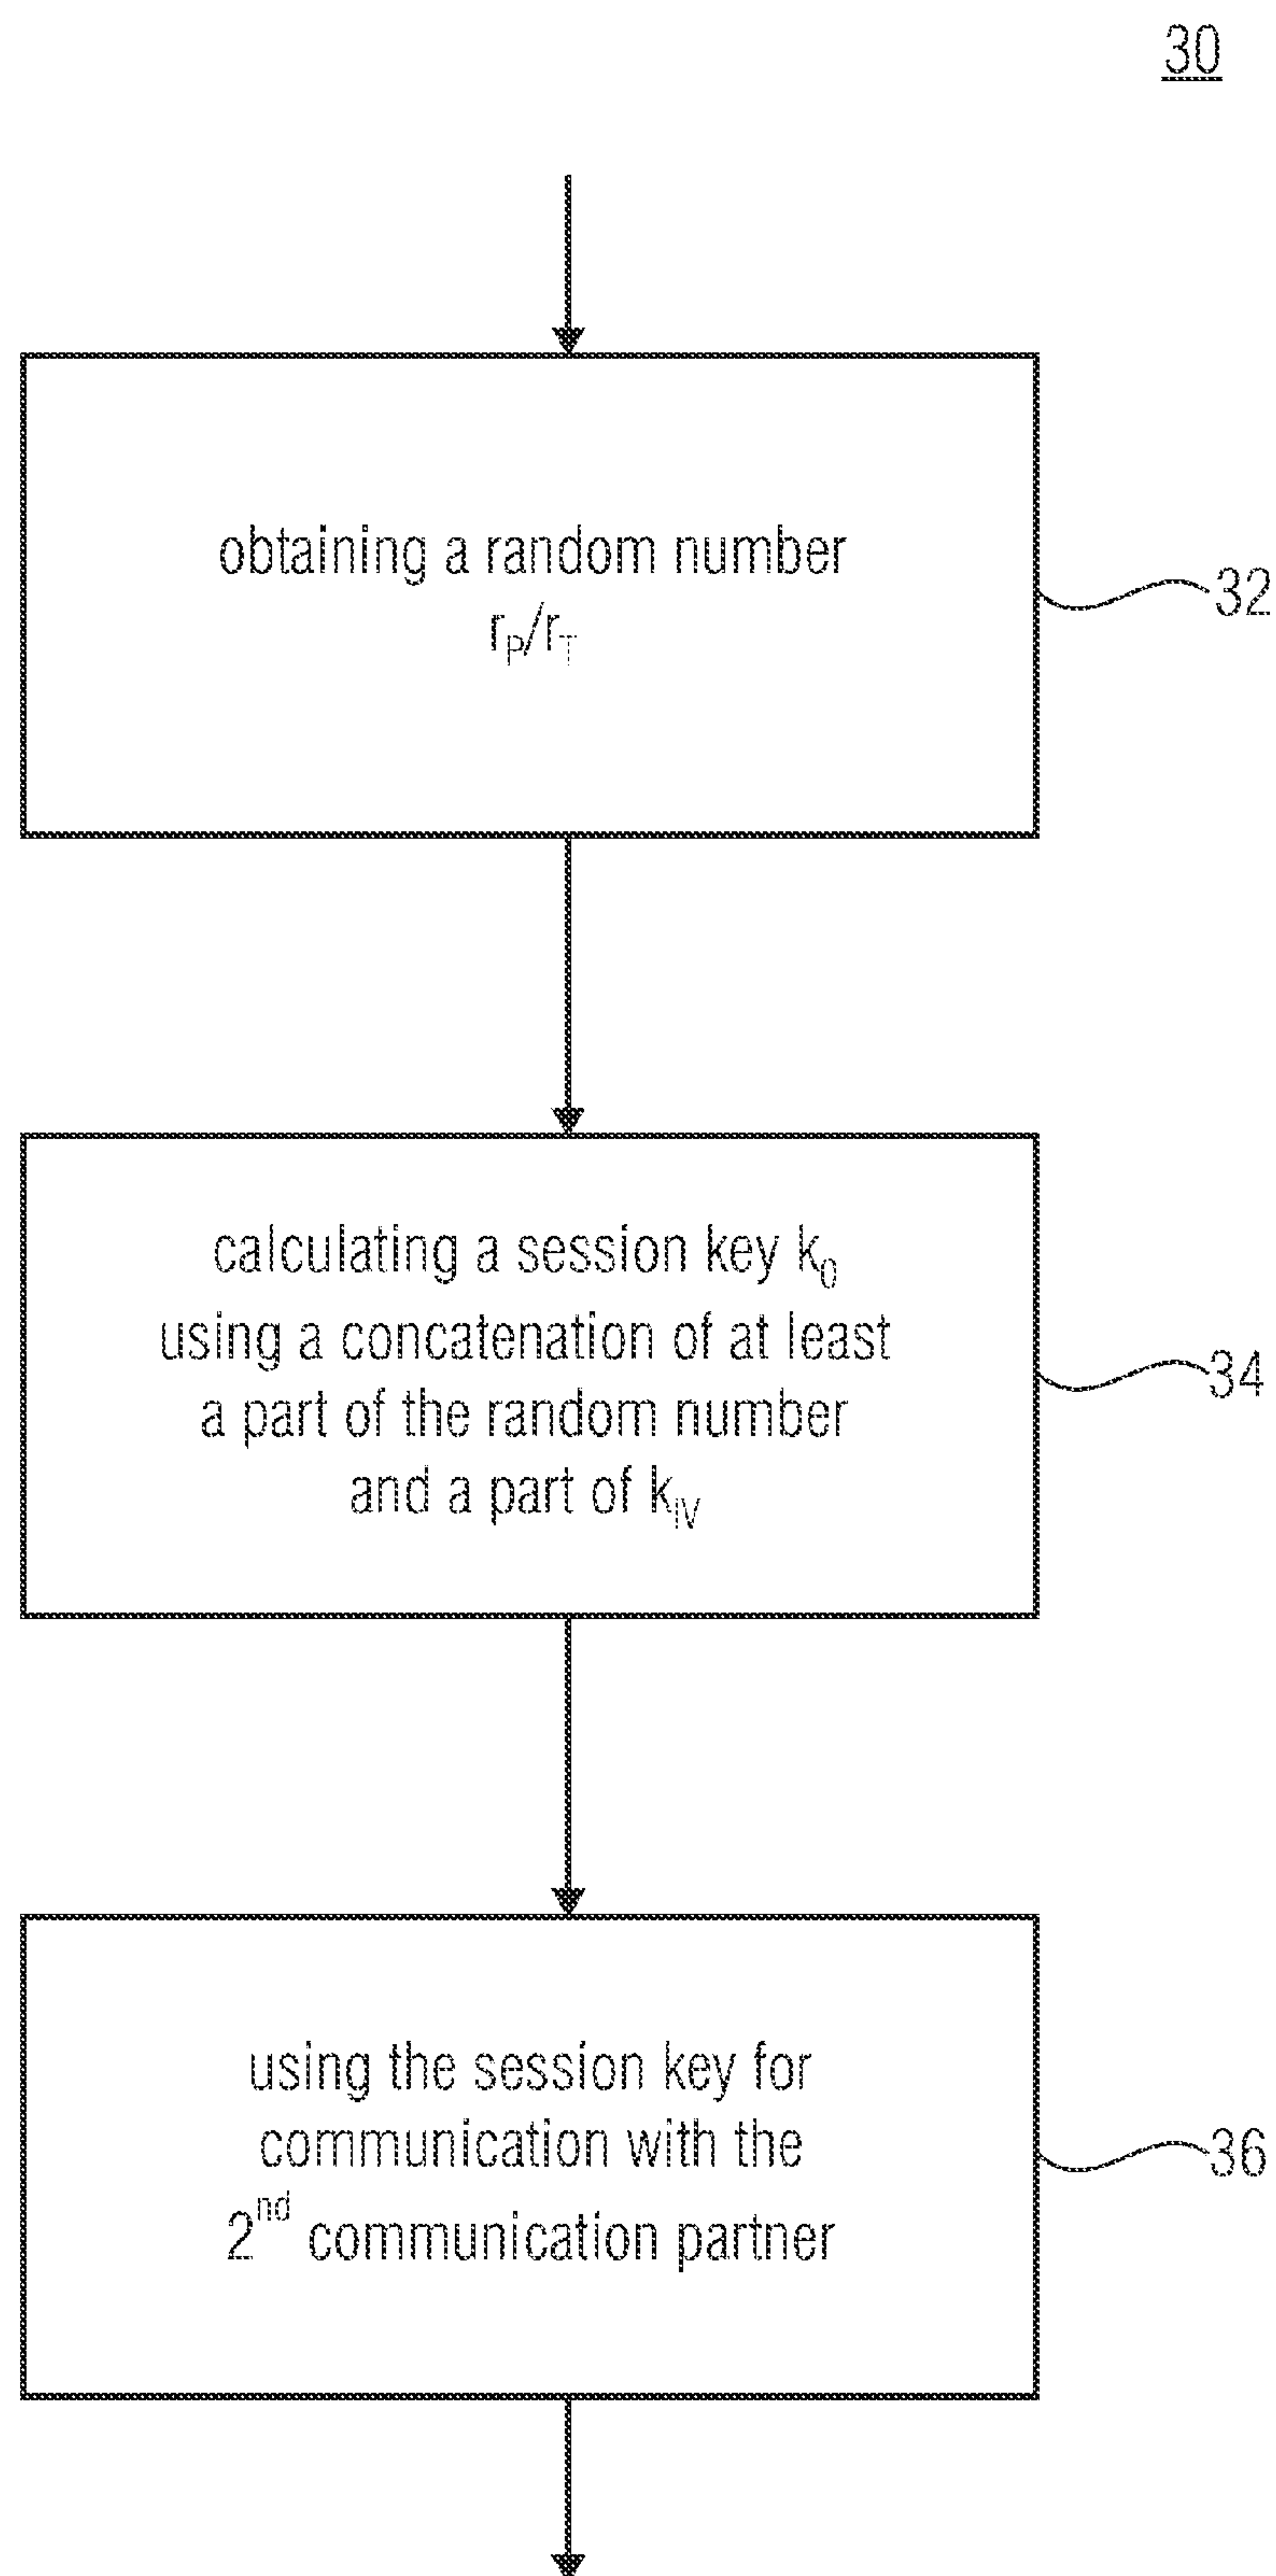 30
obtaining a random number
r_P/r_T
32
calculating a session key k_0
using a concatenation of at least
a part of the random number
and a part of k_IV
34
using the session key for
communication with the
2^nd communication partner
36